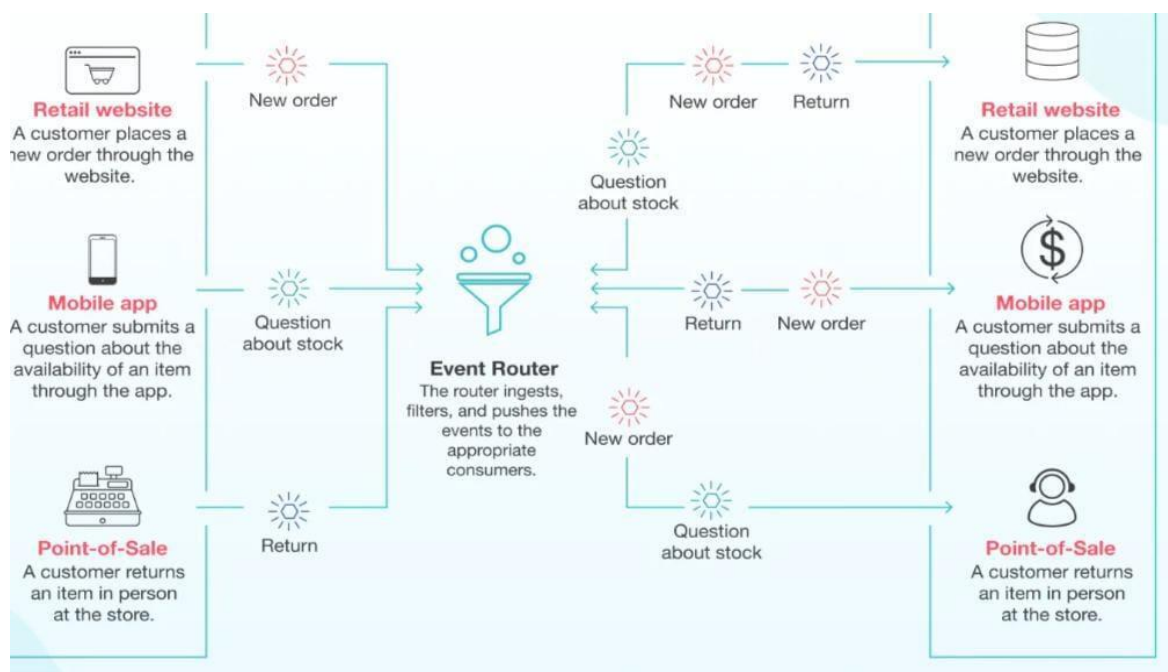 Retail website
A customer places a
new order through the
website.
New order
Mobile app
A customer submits a
question about the
availability of an item
through the app.
Question
about stock
Point-of-Sale
A customer returns
an item in person
at the store.
Return
Event Router
The router ingests,
filters, and pushes the
events to the
appropriate
consumers.
New order
Return
Question
about stock
Return
New order
New order
Question
about stock
Retail website
A customer places a
new order through the
website.
$
Mobile app
A customer submits a
question about the
availability of an item
through the app.
Point-of-Sale
A customer returns
an item in person
at the store.